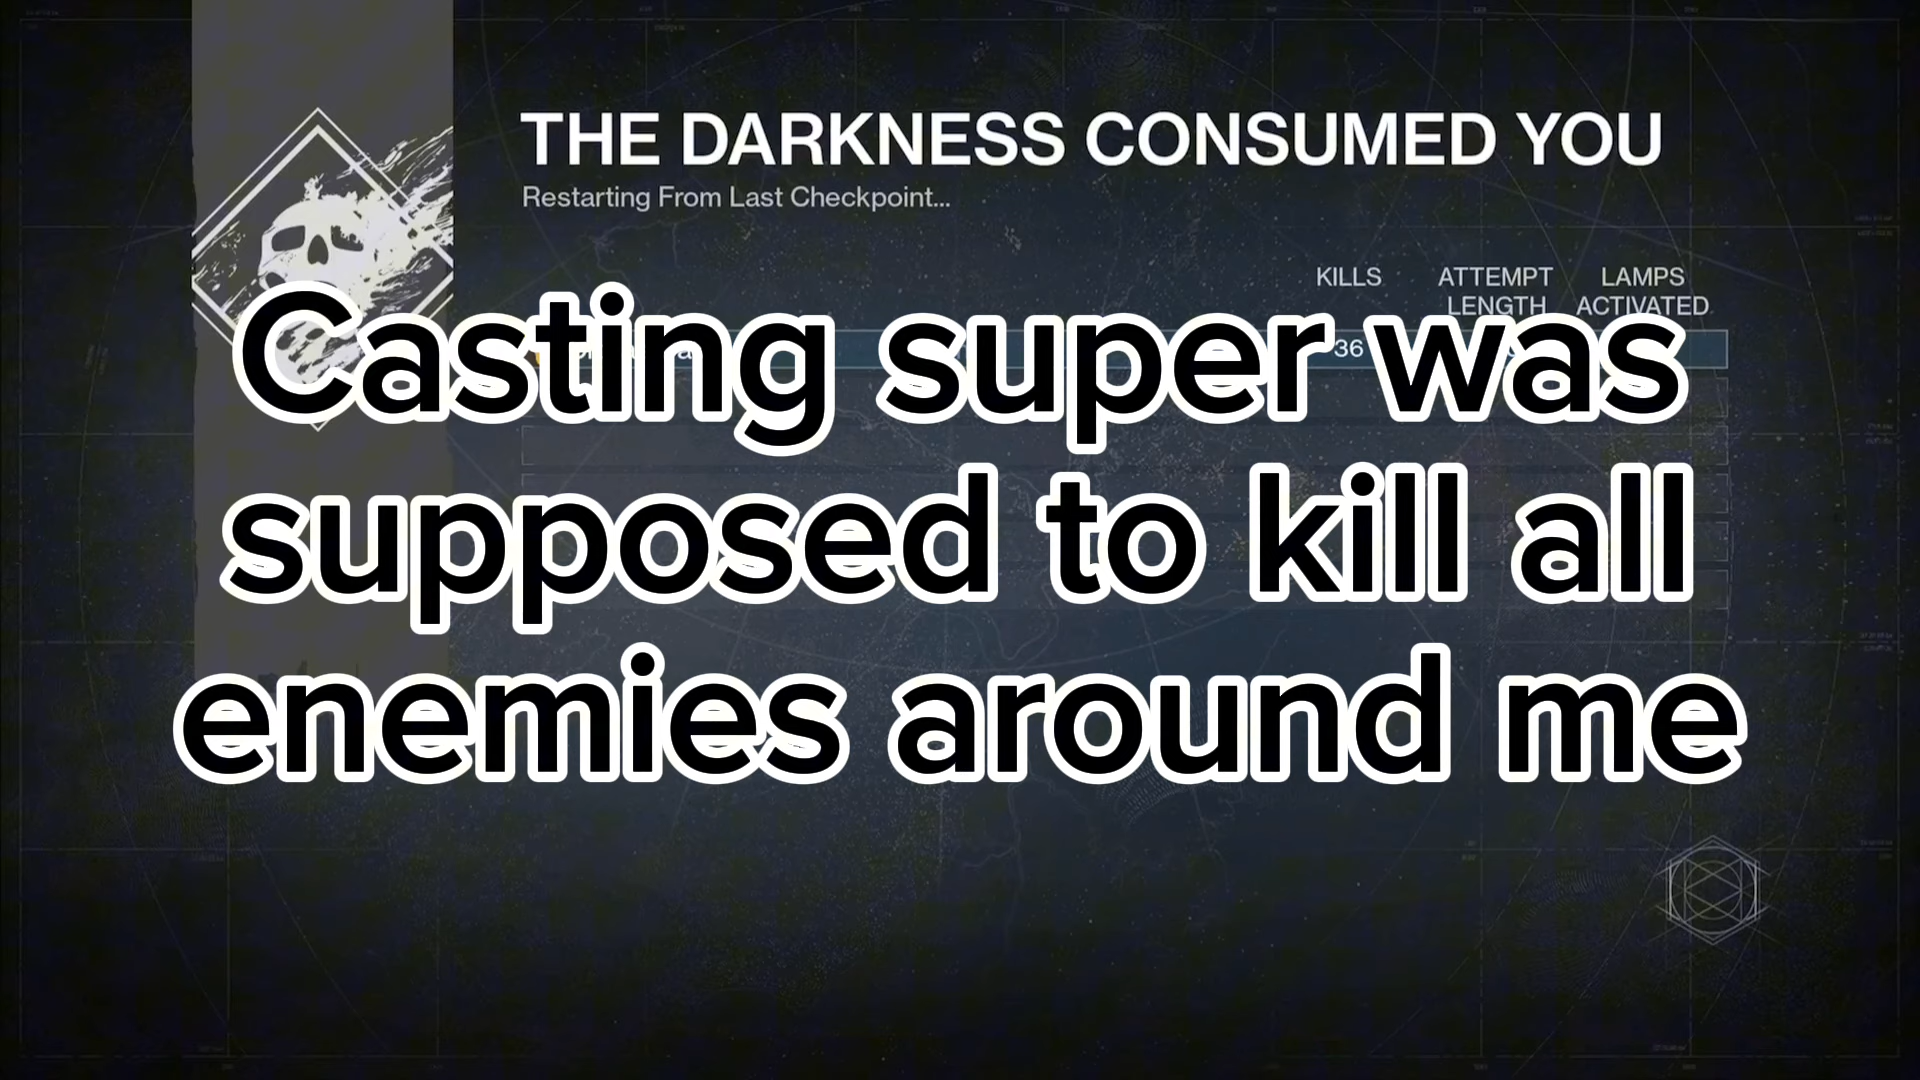 THE DARKNESS CONSUMED YOU
Restarting From Last Checkpoint...
KILLS ATTEMPT LENGTH LAMPS ACTIVATED
36
Casting super was
supposed to kill all
enemies around me